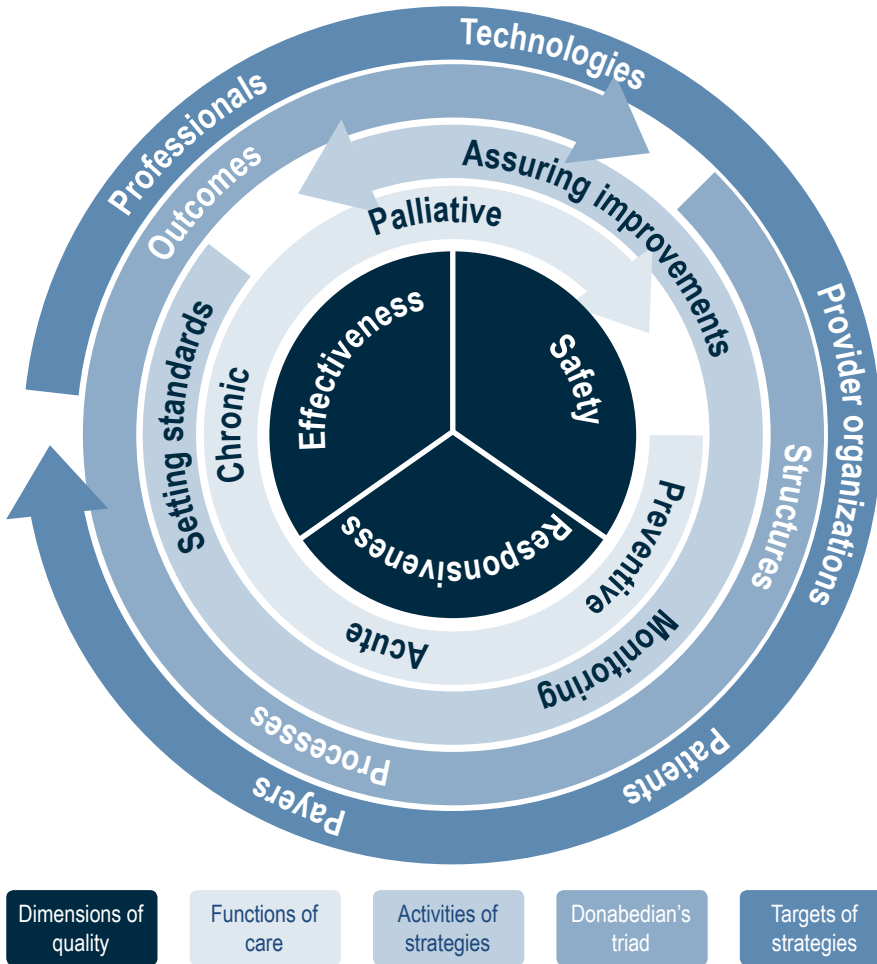 Technologies
Professionals
Outcomes
Assuring improvements
Palliative
Effectiveness
Safety
Provider organizations
Setting standards
Chronic
Structures
Preventive
Responsiveness
Acute
Monitoring
Processes
Patients
Payers
Dimensions of
quality
Functions of
care
Activities of
strategies
Donabedian's
triad
Targets of
strategies